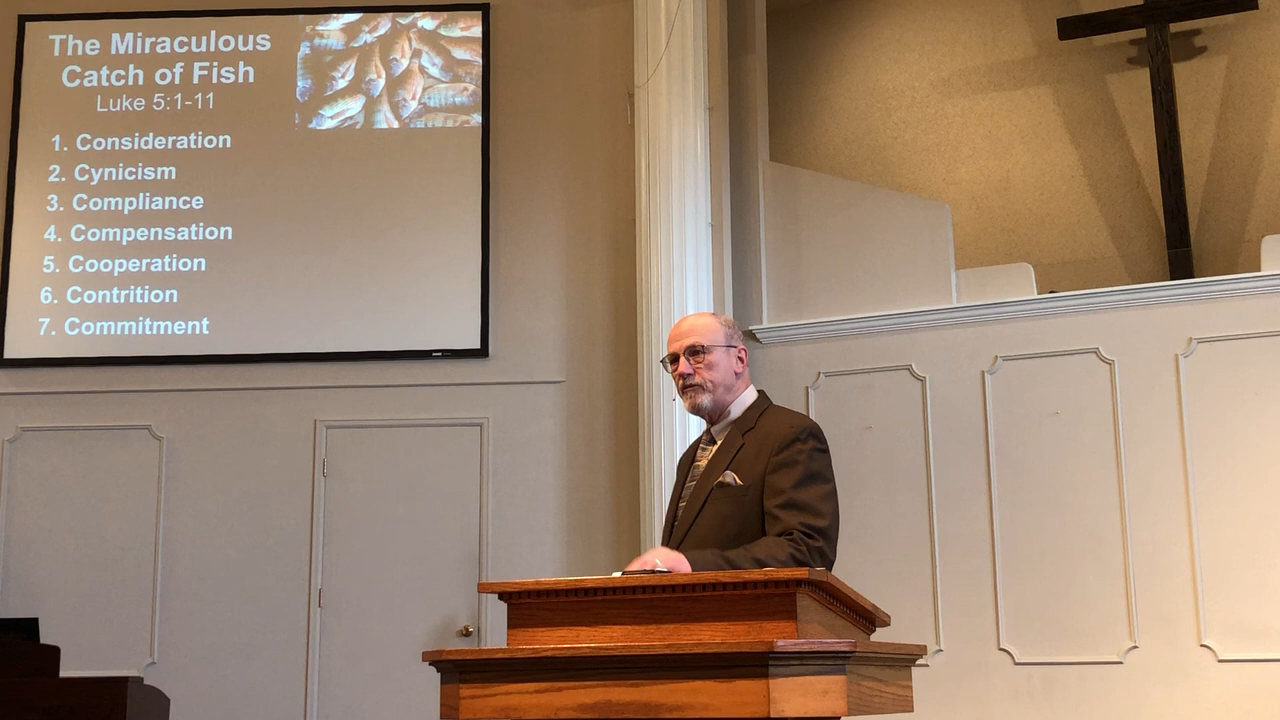 The Miraculous
Catch of Fish
Luke 5:1-11
1. Consideration
2. Cynicism
3. Compliance
4. Compensation
5. Cooperation
6. Contrition
7. Commitment